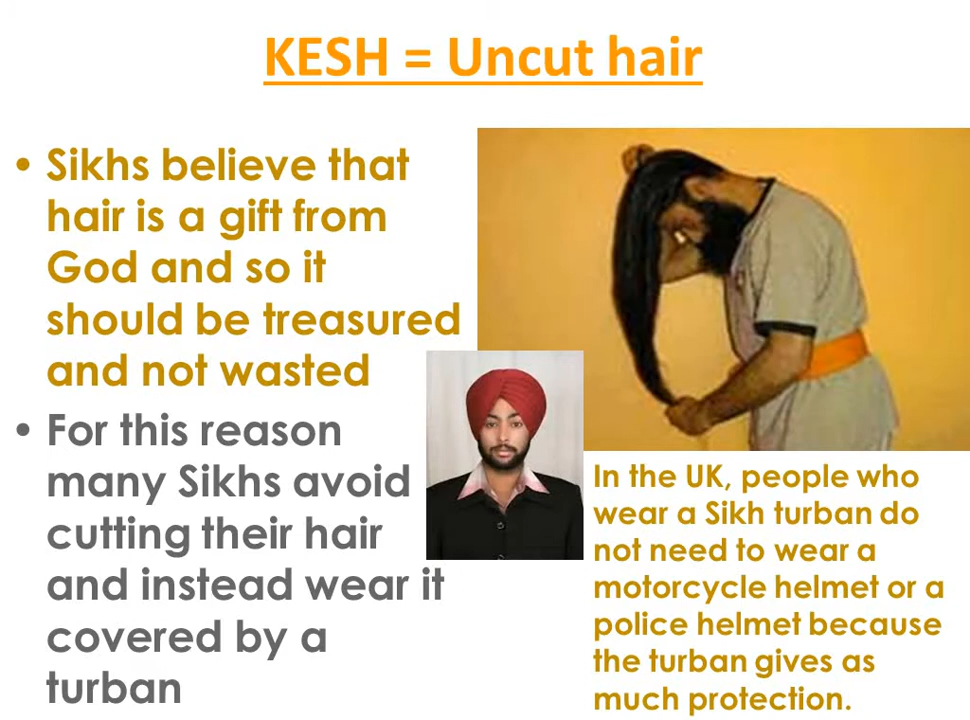 KESH = Uncut hair
• Sikhs believe that
hair is a gift from
God and so it
should be treasured
and not wasted
• For this reason
many Sikhs avoid
cutting their hair
and instead wear it
covered by a
turban
In the UK, people who
wear a Sikh turban do
not need to wear a
motorcycle helmet or a
police helmet because
the turban gives as
much protection.